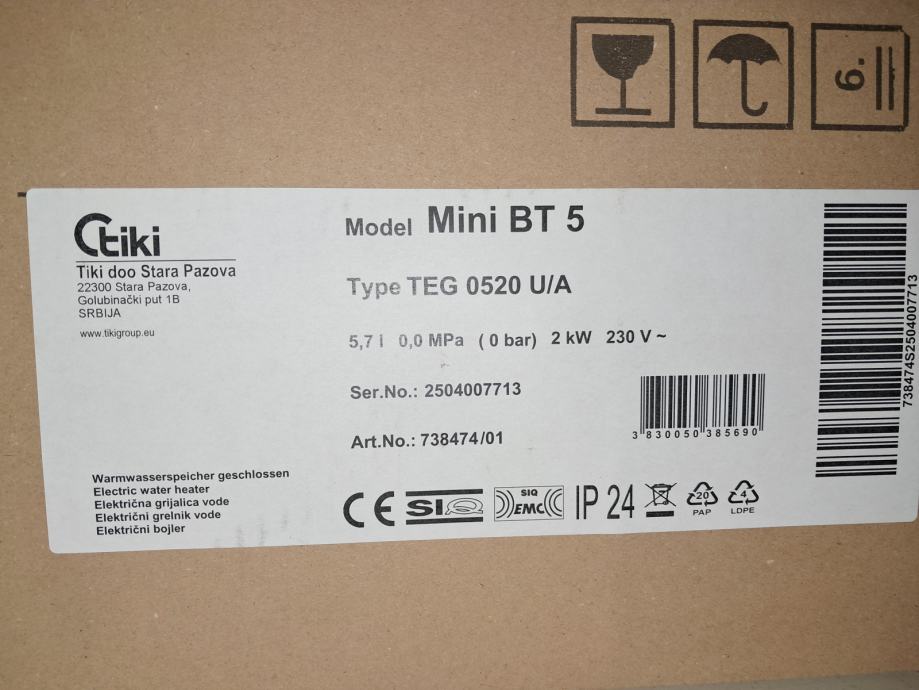 6.
tiki
Tiki doo Stara Pazova
22300 Stara Pazova,
Golubinački put 1B
SRBIJA
www.tikigroup.eu
Model Mini BT 5
Type TEG 0520 U/A
5,7 l 0,0 MPa ( 0 bar) 2 kW 230 V ~
Ser.No.: 2504007713
Art.No.: 738474/01
3 830050 385690
738474S2504007713
Warmwasserspeicher geschlossen
Electric water heater
Električna grijalica vode
Električni grelnik vode
Električni bojler
CE SIQ SIQ EMC IP 24 20 PAP 4 LDPE